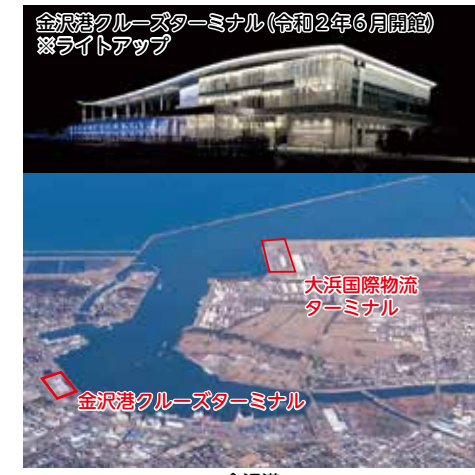 金沢港クルーズターミナル(令和２年６月開館)
※ライトアップ
大浜国際物流
ターミナル
金沢港クルーズターミナル